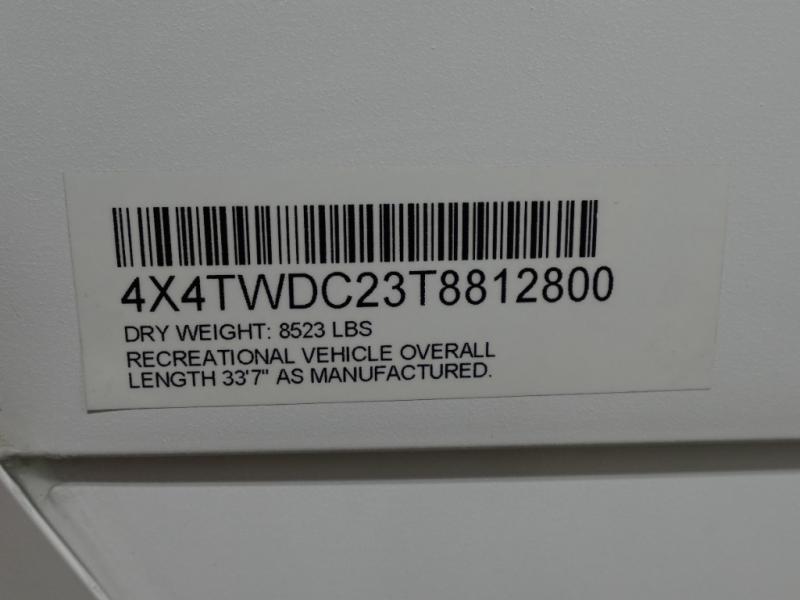 4X4TWDC23T8812800
DRY WEIGHT: 8523 LBS
RECREATIONAL VEHICLE OVERALL
LENGTH 33'7" AS MANUFACTURED.